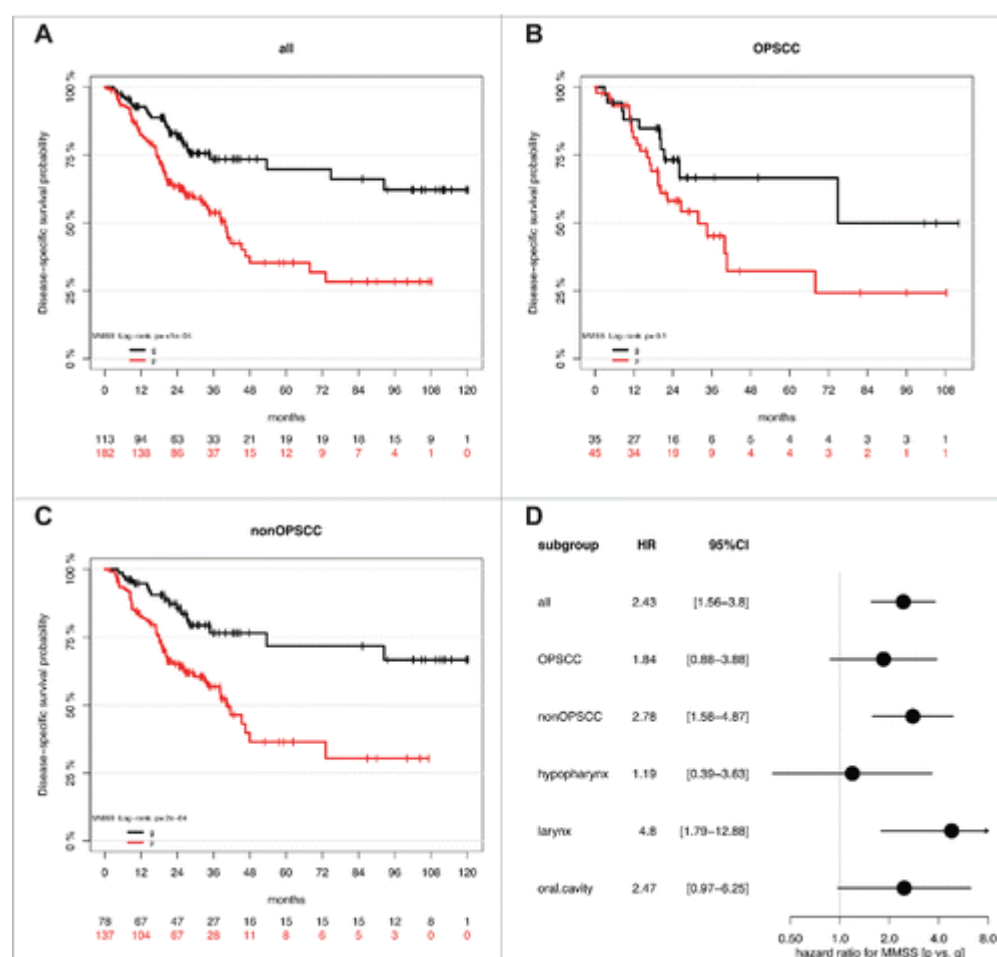 A
all
Disease-specific survival probability
100 %
75 %
50 %
25 %
0 %
g
p
0 12 24 36 48 60 72 84 96 108 120
months
113 94 63 33 21 19 19 18 15 9 1
182 138 86 37 15 12 9 7 4 1 0
B
OPSCC
Disease-specific survival probability
100 %
75 %
50 %
25 %
0 %
g
p
0 12 24 36 48 60 72 84 96 108
months
35 27 16 6 5 4 4 3 3 1
45 34 19 9 4 4 3 2 1 1
C
nonOPSCC
Disease-specific survival probability
100 %
75 %
50 %
25 %
0 %
g
p
0 12 24 36 48 60 72 84 96 108 120
months
78 67 47 27 16 15 15 15 12 8 1
137 104 67 28 11 8 6 5 3 0 0
D
subgroup HR 95%CI
all 2.43 [1.56–3.8]
OPSCC 1.84 [0.88–3.88]
nonOPSCC 2.78 [1.58–4.87]
hypopharynx 1.19 [0.39–3.63]
larynx 4.8 [1.79–12.88]
oral.cavity 2.47 [0.97–6.25]
0.50 1.0 2.0 4.0 8.0
hazard ratio for MMSS [p vs. g]